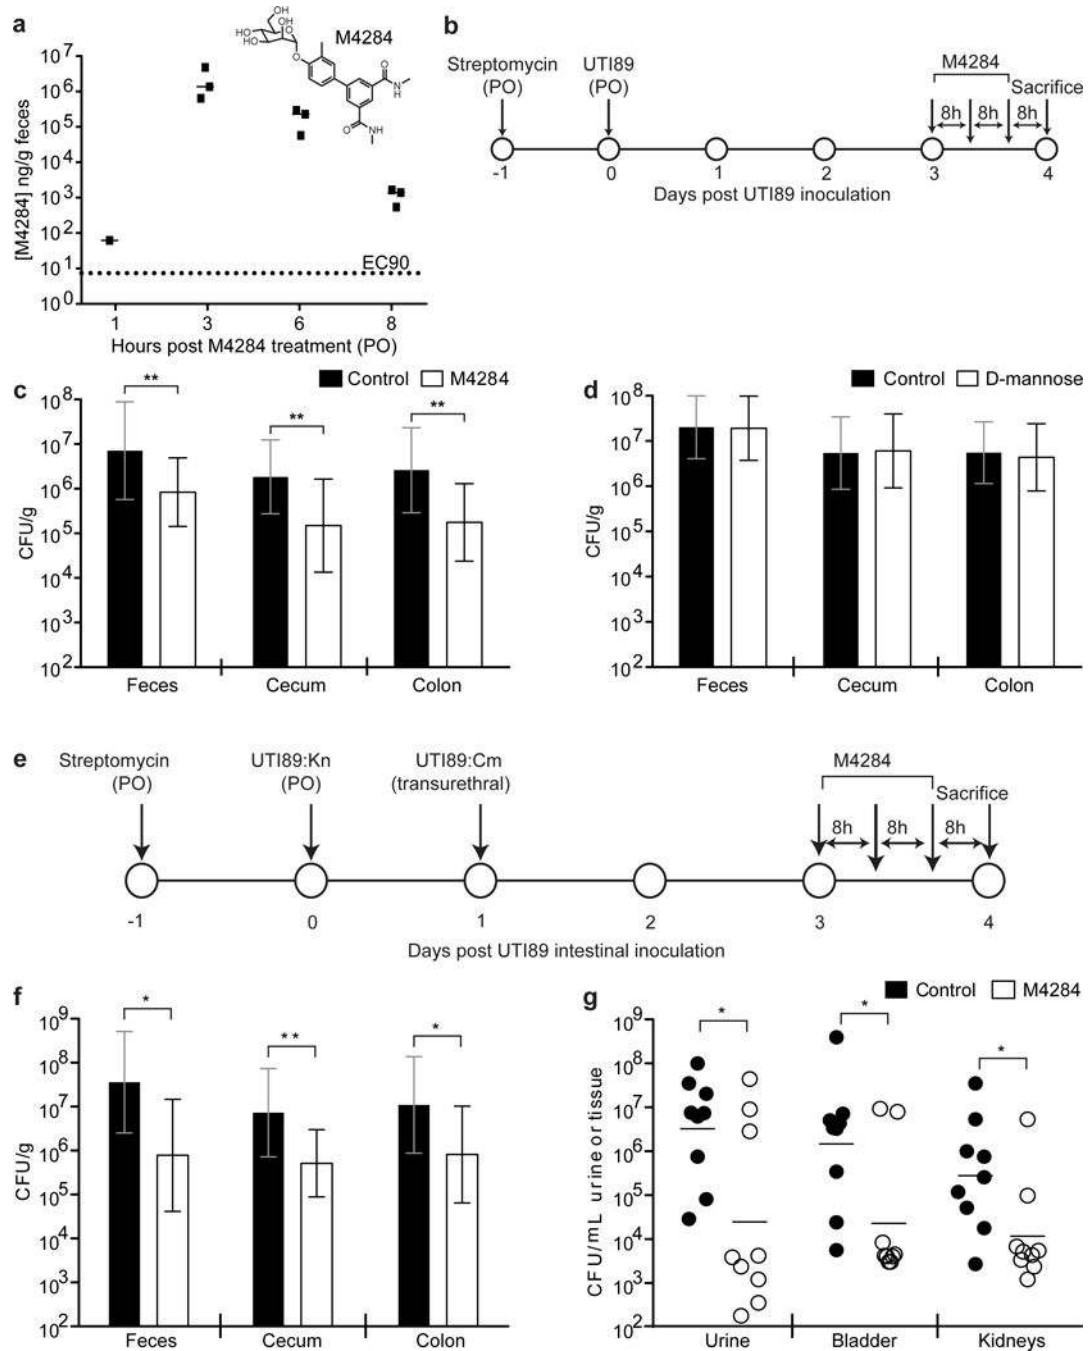 a
HO
OH
OH
HO
HO
O
O
M4284
O
N
H
O
NH
[M4284] ng/g feces
10^7
10^6
10^5
10^4
10^3
10^2
10^1
10^0
EC90
1 3 6 8
Hours post M4284 treatment (PO)
b
Streptomycin
(PO)
UTI89
(PO)
M4284
Sacrifice
8h 8h 8h
-1 0 1 2 3 4
Days post UTI89 inoculation
c
Control M4284
CFU/g
10^8
10^7
10^6
10^5
10^4
10^3
10^2
** ** **
Feces Cecum Colon
d
Control D-mannose
CFU/g
10^8
10^7
10^6
10^5
10^4
10^3
10^2
Feces Cecum Colon
e
Streptomycin
(PO)
UTI89:Kn
(PO)
UTI89:Cm
(transurethral)
M4284
Sacrifice
8h 8h 8h
-1 0 1 2 3 4
Days post UTI89 intestinal inoculation
f
CFU/g
10^9
10^8
10^7
10^6
10^5
10^4
10^3
10^2
* ** *
Feces Cecum Colon
g
Control M4284
CFU/mL urine or tissue
10^9
10^8
10^7
10^6
10^5
10^4
10^3
10^2
* * *
Urine Bladder Kidneys